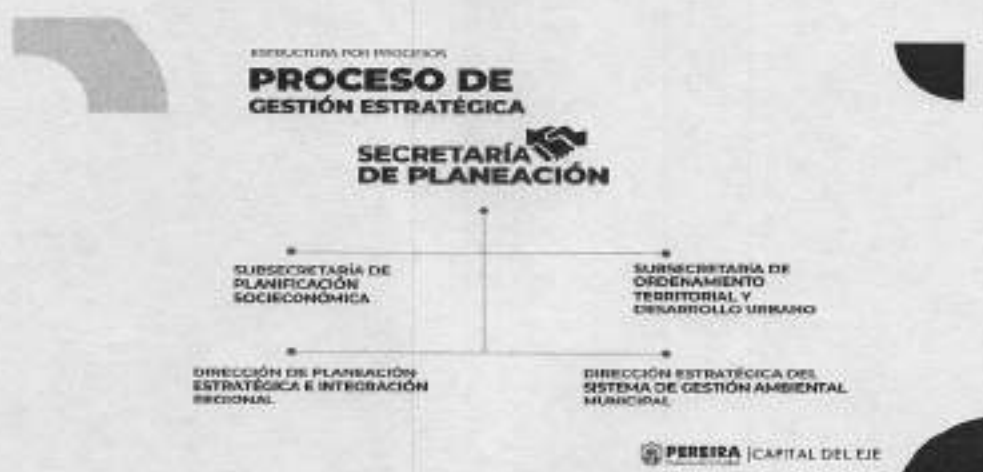 ESTRUCTURA POR PROCESOS
PROCESO DE
GESTIÓN ESTRATÉGICA
SECRETARÍA
DE PLANEACIÓN
SUBSECRETARÍA DE
PLANIFICACIÓN
SOCIECONÓMICA
SUBSECRETARÍA DE
ORDENAMIENTO
TERRITORIAL Y
DESARROLLO URBANO
DIRECCIÓN DE PLANEACIÓN
ESTRATÉGICA E INTEGRACIÓN
REGIONAL
DIRECCIÓN ESTRATÉGICA DEL
SISTEMA DE GESTIÓN AMBIENTAL
MUNICIPAL
PEREIRA | CAPITAL DEL EJE